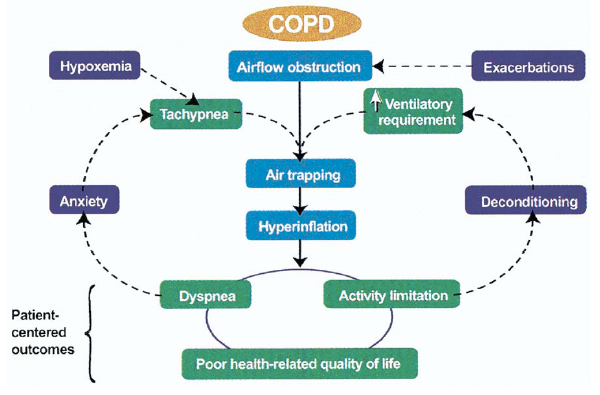 COPD
Hypoxemia
Airflow obstruction
Exacerbations
Tachypnea
Ventilatory
requirement
Air trapping
Anxiety
Deconditioning
Hyperinflation
Dyspnea
Activity limitation
Patient-
centered
outcomes
Poor health-related quality of life